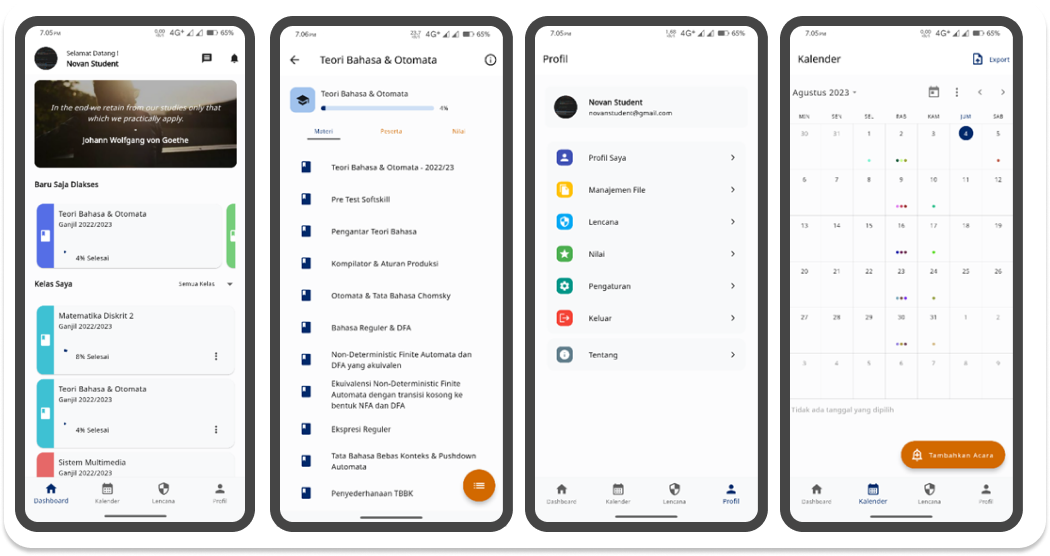 7.05PM
4G+ 65%
Selamat Datang !
Novan Student
In the end we retain from our studies only that
which we practically apply.
Johann Wolfgang von Goethe
Baru Saja Diakses
Teori Bahasa & Otomata
Ganjil 2022/2023
4% Selesai
Kelas Saya
Semua Kelas
Matematika Diskrit 2
Ganjil 2022/2023
8% Selesai
Teori Bahasa & Otomata
Ganjil 2022/2023
4% Selesai
Sistem Multimedia
Ganjil 2022/2023
Dashboard Kalender Lencana Profil
7.06PM
4G+ 65%
Teori Bahasa & Otomata
Teori Bahasa & Otomata
4%
Materi Peserta Nilai
Teori Bahasa & Otomata - 2022/23
Pre Test Softskill
Pengantar Teori Bahasa
Kompilator & Aturan Produksi
Otomata & Tata Bahasa Chomsky
Bahasa Reguler & DFA
Non-Deterministic Finite Automata dan
DFA yang akuivalen
Ekuivalensi Non-Deterministic Finite
Automata dengan transisi kosong ke
bentuk NFA dan DFA
Ekspresi Reguler
Tata Bahasa Bebas Konteks & Pushdown
Automata
Penyederhanaan TBBK
7.05PM
4G+ 65%
Profil
Novan Student
novanstudent@gmail.com
Profil Saya
Manajemen File
Lencana
Nilai
Pengaturan
Keluar
Tentang
Dashboard Kalender Lencana Profil
7.05PM
4G+ 65%
Kalender
Export
Agustus 2023
MIN SEN SEL RAB KAM JUM SAB
30 31 1 2 3 4 5
6 7 8 9 10 11 12
13 14 15 16 17 18 19
20 21 22 23 24 25 26
27 28 29 30 31 1 2
3 4 5 6 7 8 9
Tidak ada tanggal yang dipilih
Tambahkan Acara
Dashboard Kalender Lencana Profil